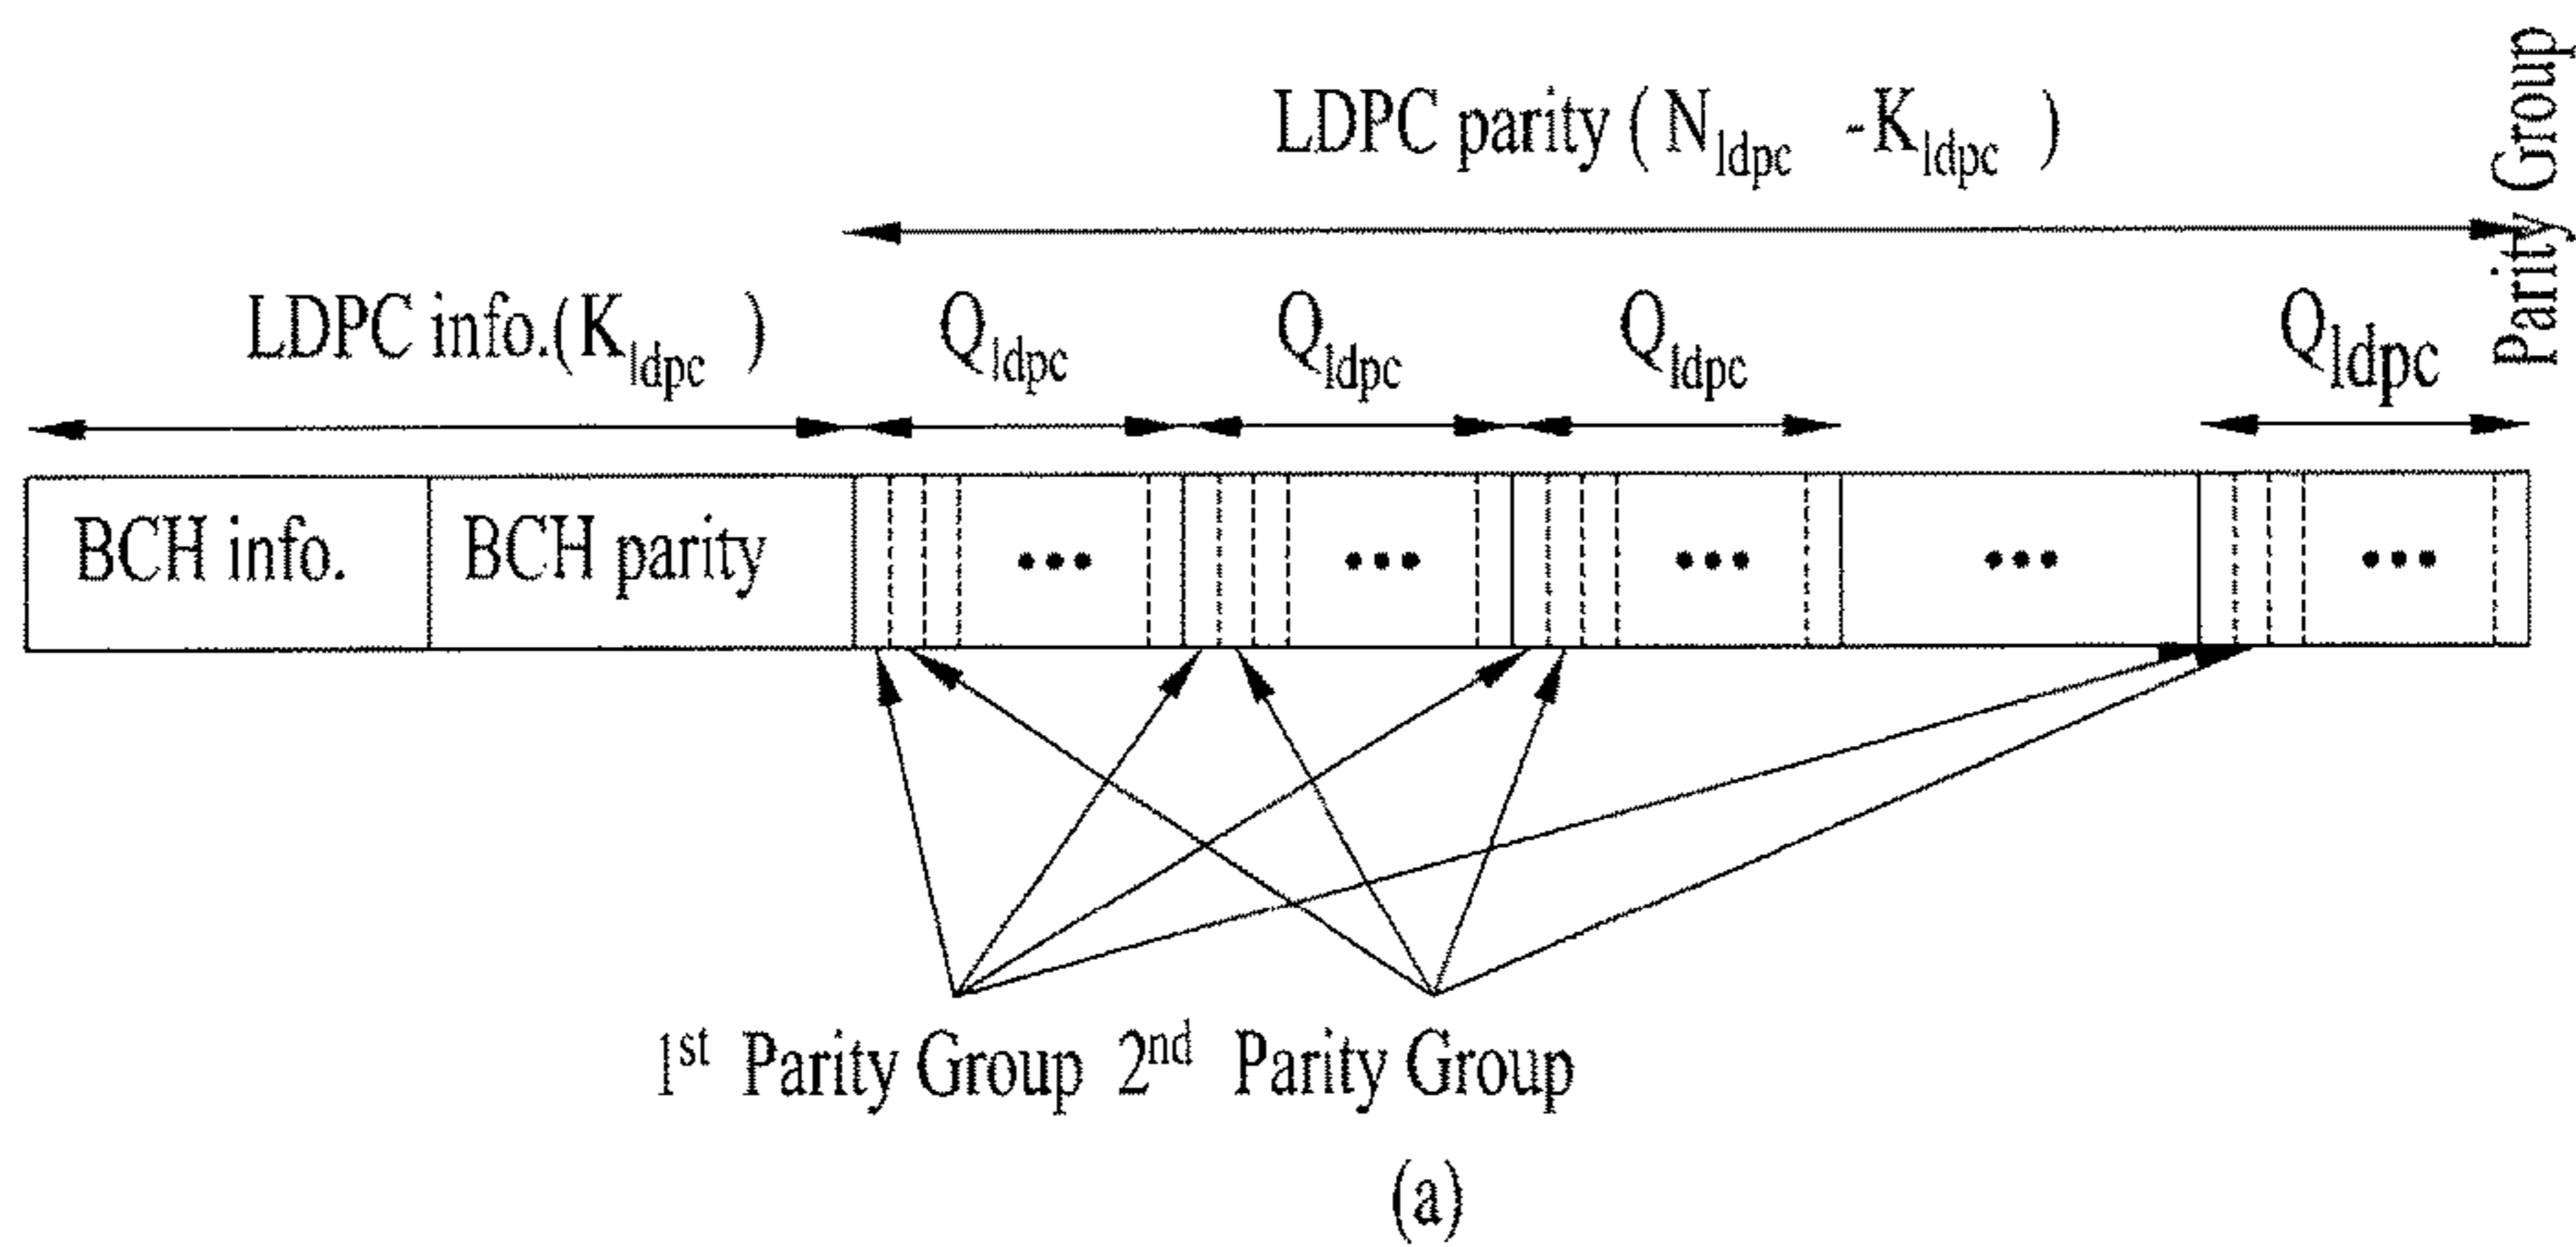 LDPC parity ( N_ldpc -K_ldpc )
Parity Group
LDPC info.( K_ldpc ) Q_ldpc Q_ldpc Q_ldpc Q_ldpc
BCH info. BCH parity ••• ••• ••• ••• •••
1st Parity Group 2nd Parity Group
(a)